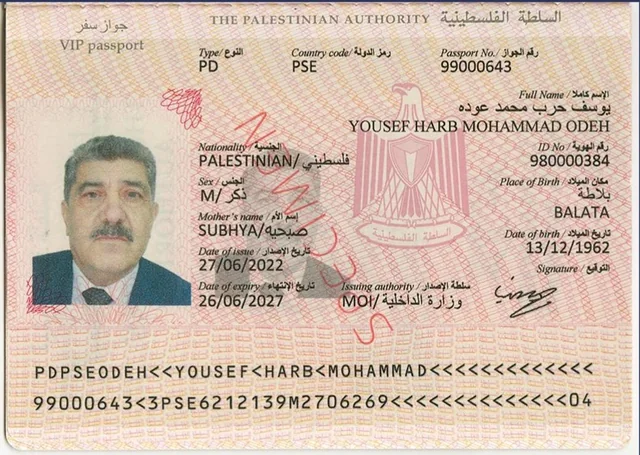 جواز سفر
VIP passport
THE PALESTINIAN AUTHORITY السلطة الفلسطينية
Type/ النوع
PD
Country code/ رمز الدولة
PSE
Passport No./ رقم الجواز
99000643
Full Name / الإسم كاملا
يوسف حرب محمد عوده
YOUSEF HARB MOHAMMAD ODEH
Nationality/ الجنسية
PALESTINIAN/ فلسطيني
ID No / رقم الهوية
980000384
Sex/ الجنس
M/ ذكر
Place of Birth/ مكان الميلاد
بلاطة
BALATA
Mother's name / إسم الأم
SUBHYA/ صبحيه
السلطة الفلسطينية
Date of birth/ تاريخ الميلاد
13/12/1962
Date of issue/ تاريخ الإصدار
27/06/2022
Signature / التوقيع
Date of expiry/ تاريخ الإنتهاء
26/06/2027
Issuing authority/ سلطة الإصدار
MOI/ وزارة الداخلية
PDPSEODEH<<YOUSEF<HARB<MOHAMMAD<<<<<<<<<<<<<
99000643<3PSE6212139M2706269<<<<<<<<<<<<<<04